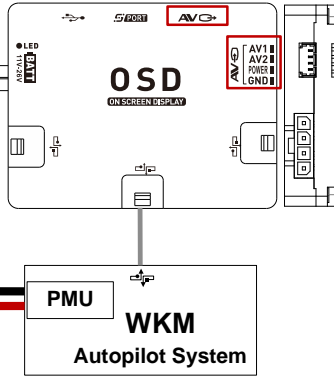 S-PORT
AV
LED
BATT
11V-26V
OSD
ON SCREEN DISPLAY
AV
AV1
AV2
POWER
GND
PMU
WKM
Autopilot System